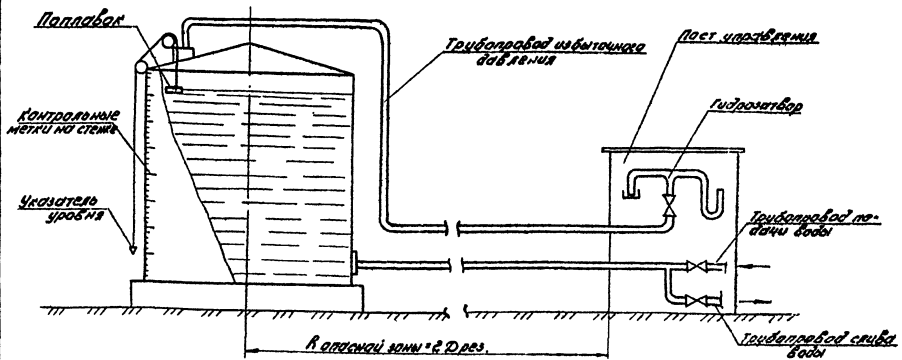 Поплавок
Трубопровод избыточного
давления
Пост управления
Гидрозатвор
Контрольные
метки на стенке
Указатель
уровня
Трубопровод по-
дачи воды
Трубопровод слива
воды
R опасной зоны = 2 Dрез.